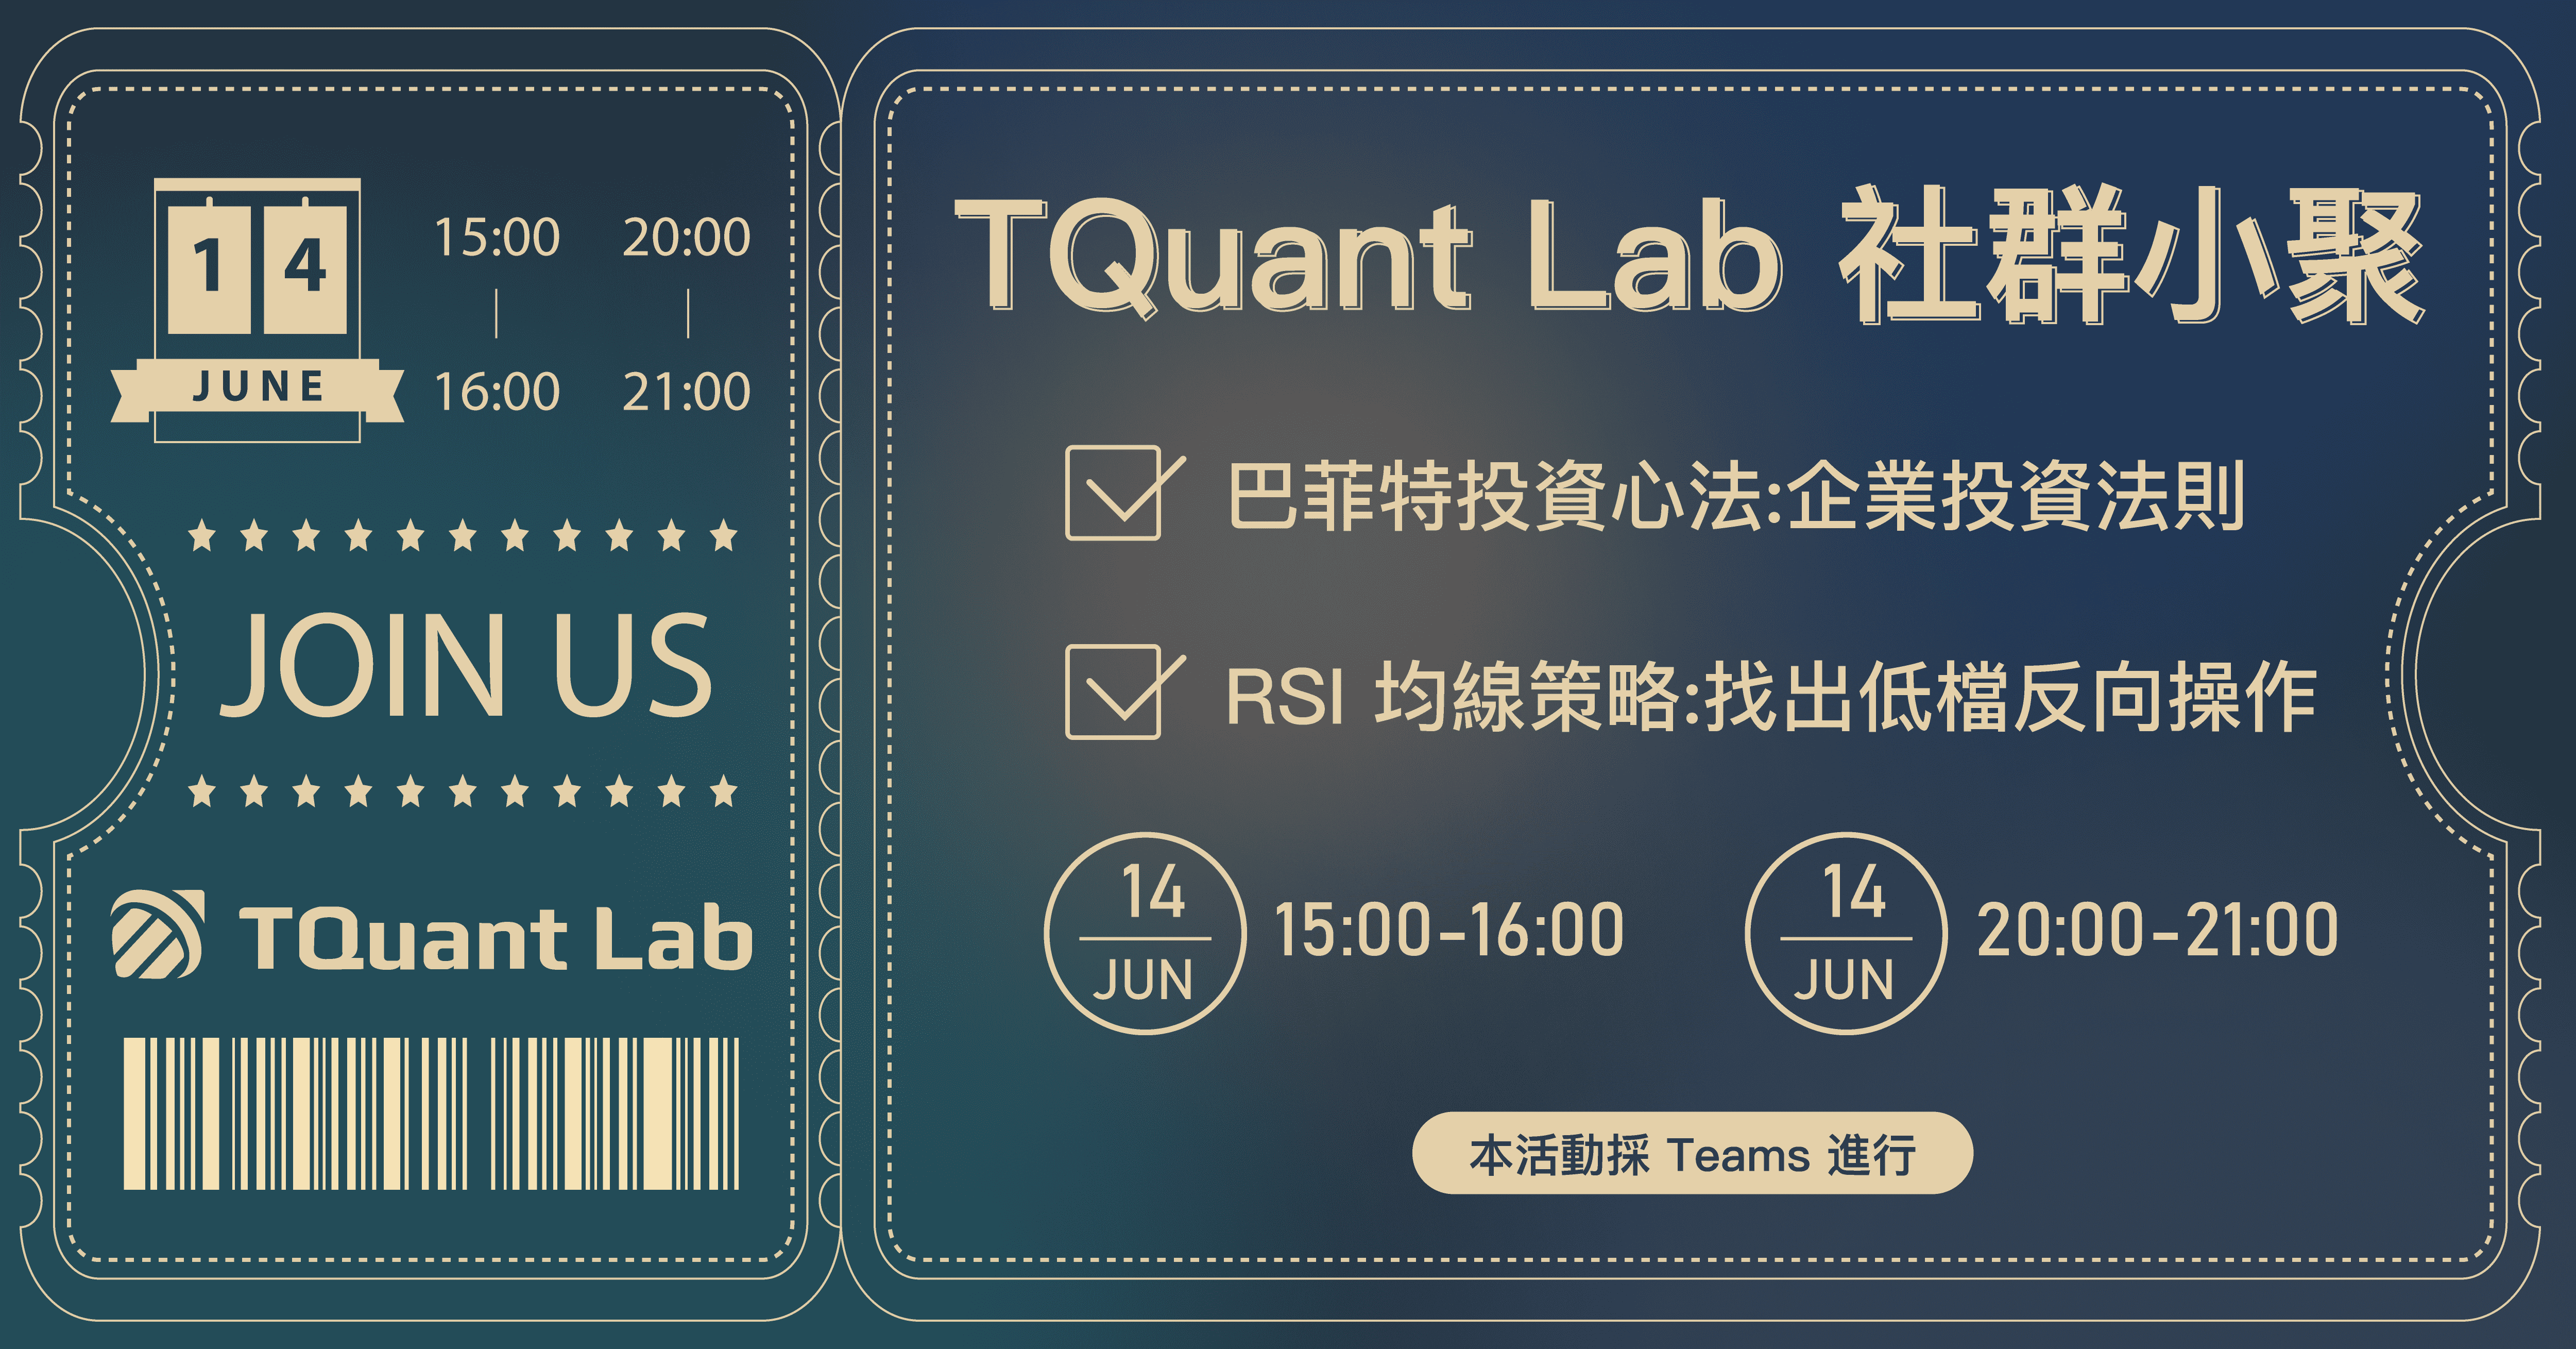 14
JUNE
15:00 | 16:00
20:00 | 21:00
JOIN US
TQuant Lab
TQuant Lab 社群小聚
巴菲特投資心法:企業投資法則
RSI 均線策略:找出低檔反向操作
14
JUN
15:00-16:00
14
JUN
20:00-21:00
本活動採 Teams 進行